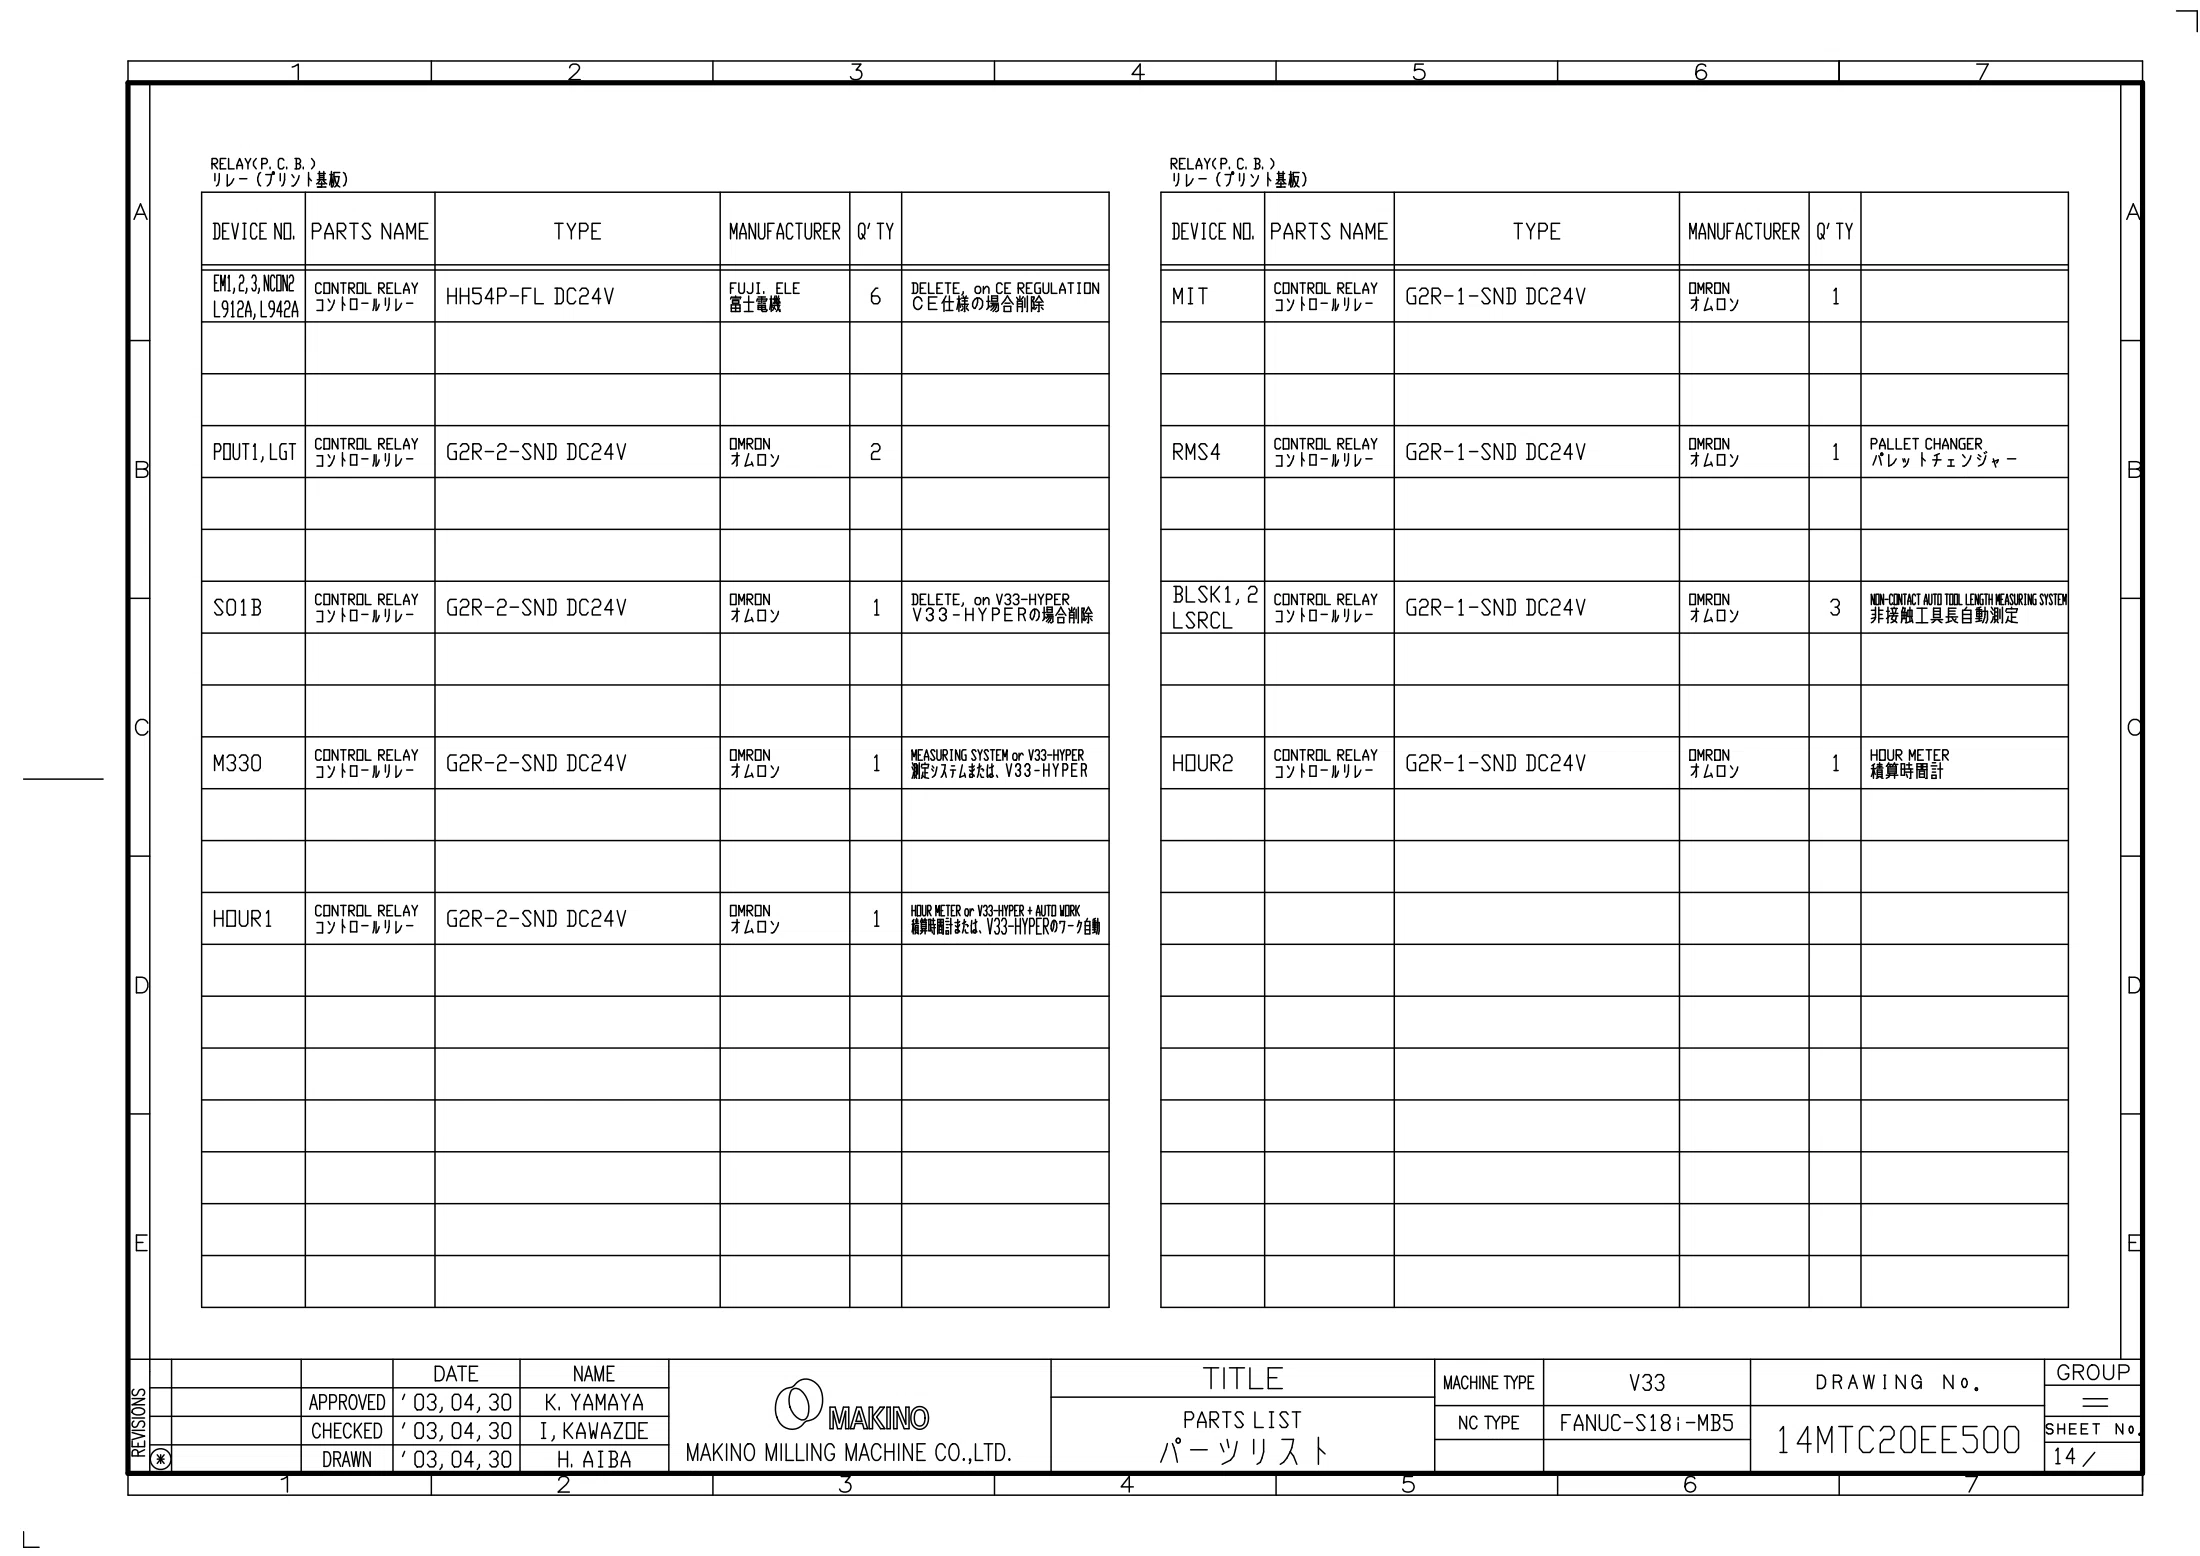 1 2 3 4 5 6 7
RELAY(P. C. B. )
リレー(プリント基板)
DEVICE NO. PARTS NAME TYPE MANUFACTURER Q' TY
EM1, 2, 3, NCON2
L912A, L942A
CONTROL RELAY
コントロールリレー
HH54P-FL DC24V
FUJI. ELE
富士電機
6
DELETE, on CE REGULATION
CE仕様の場合削除
POUT1, LGT
CONTROL RELAY
コントロールリレー
G2R-2-SND DC24V
OMRON
オムロン
2
S01B
CONTROL RELAY
コントロールリレー
G2R-2-SND DC24V
OMRON
オムロン
1
DELETE, on V33-HYPER
V33-HYPERの場合削除
M330
CONTROL RELAY
コントロールリレー
G2R-2-SND DC24V
OMRON
オムロン
1
MEASURING SYSTEM or V33-HYPER
測定システムまたは、V33-HYPER
HOUR1
CONTROL RELAY
コントロールリレー
G2R-2-SND DC24V
OMRON
オムロン
1
HOUR METER or V33-HYPER + AUTO WORK
積算時間計または、V33-HYPERのワーク自動
RELAY(P. C. B. )
リレー(プリント基板)
DEVICE NO. PARTS NAME TYPE MANUFACTURER Q' TY
MIT
CONTROL RELAY
コントロールリレー
G2R-1-SND DC24V
OMRON
オムロン
1
RMS4
CONTROL RELAY
コントロールリレー
G2R-1-SND DC24V
OMRON
オムロン
1
PALLET CHANGER
パレットチェンジャー
BLSK1, 2
LSRCL
CONTROL RELAY
コントロールリレー
G2R-1-SND DC24V
OMRON
オムロン
3
NON-CONTACT AUTO TOOL LENGTH MEASURING SYSTEM
非接触工具長自動測定
HOUR2
CONTROL RELAY
コントロールリレー
G2R-1-SND DC24V
OMRON
オムロン
1
HOUR METER
積算時間計
A A
B B
C C
D D
E E
REVISIONS
DATE NAME
APPROVED ' 03, 04, 30 K. YAMAYA
CHECKED ' 03, 04, 30 I, KAWAZOE
DRAWN ' 03, 04, 30 H. AIBA
MAKINO
MAKINO MILLING MACHINE CO.,LTD.
TITLE
PARTS LIST
パーツリスト
MACHINE TYPE V33
NC TYPE FANUC-S18i-MB5
DRAWING No.
14MTC20EE500
GROUP
=
SHEET No.
14 /
1 2 3 4 5 6 7